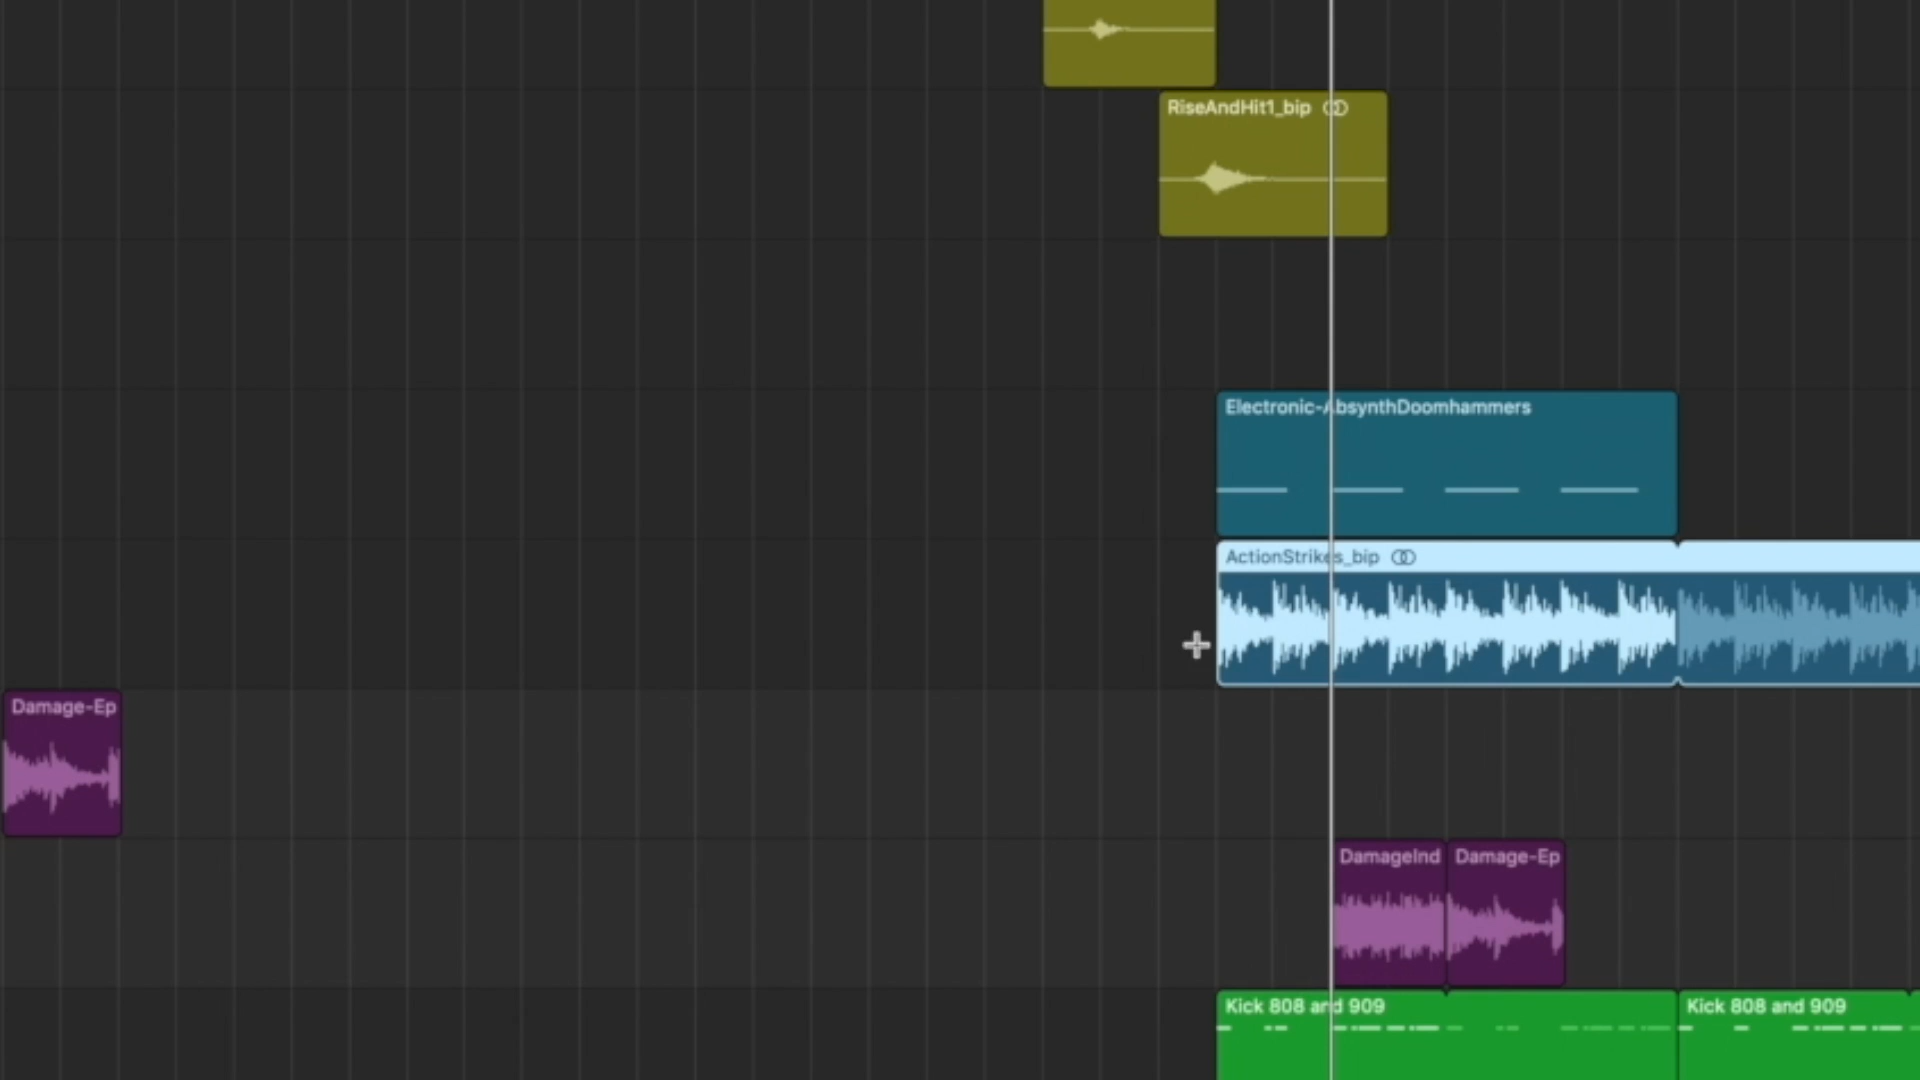 RiseAndHit1_bip
Electronic-AbsynthDoomhammers
ActionStrikes_bip
Damage-Ep
DamageInd
Damage-Ep
Kick 808 and 909
Kick 808 and 909